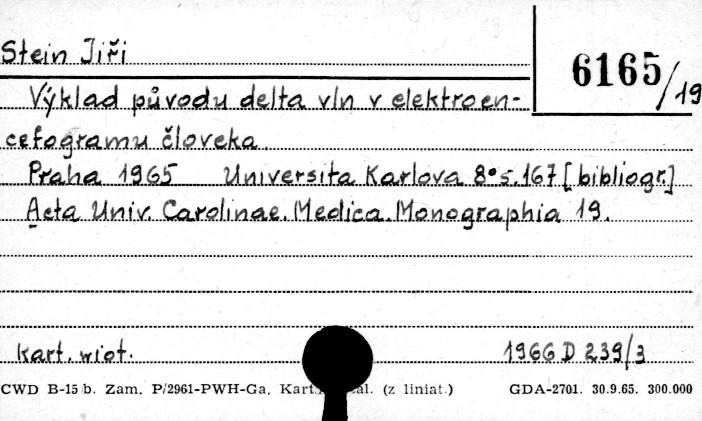 Stein Jiři
6165/19
Výklad původu delta vln v elektroen-
cefogramu človeka
Praha 1965 Universita Karlova 8° s. 167 [bibliogr.]
Acta Univ. Carolinae. Medica. Monographia 19.
kart. wiot. 1966 D 239/3
CWD B-15 b. Zam. P/2961-PWH-Ga. Kart. (z liniat.) GDA-2701. 30.9.65. 300.000